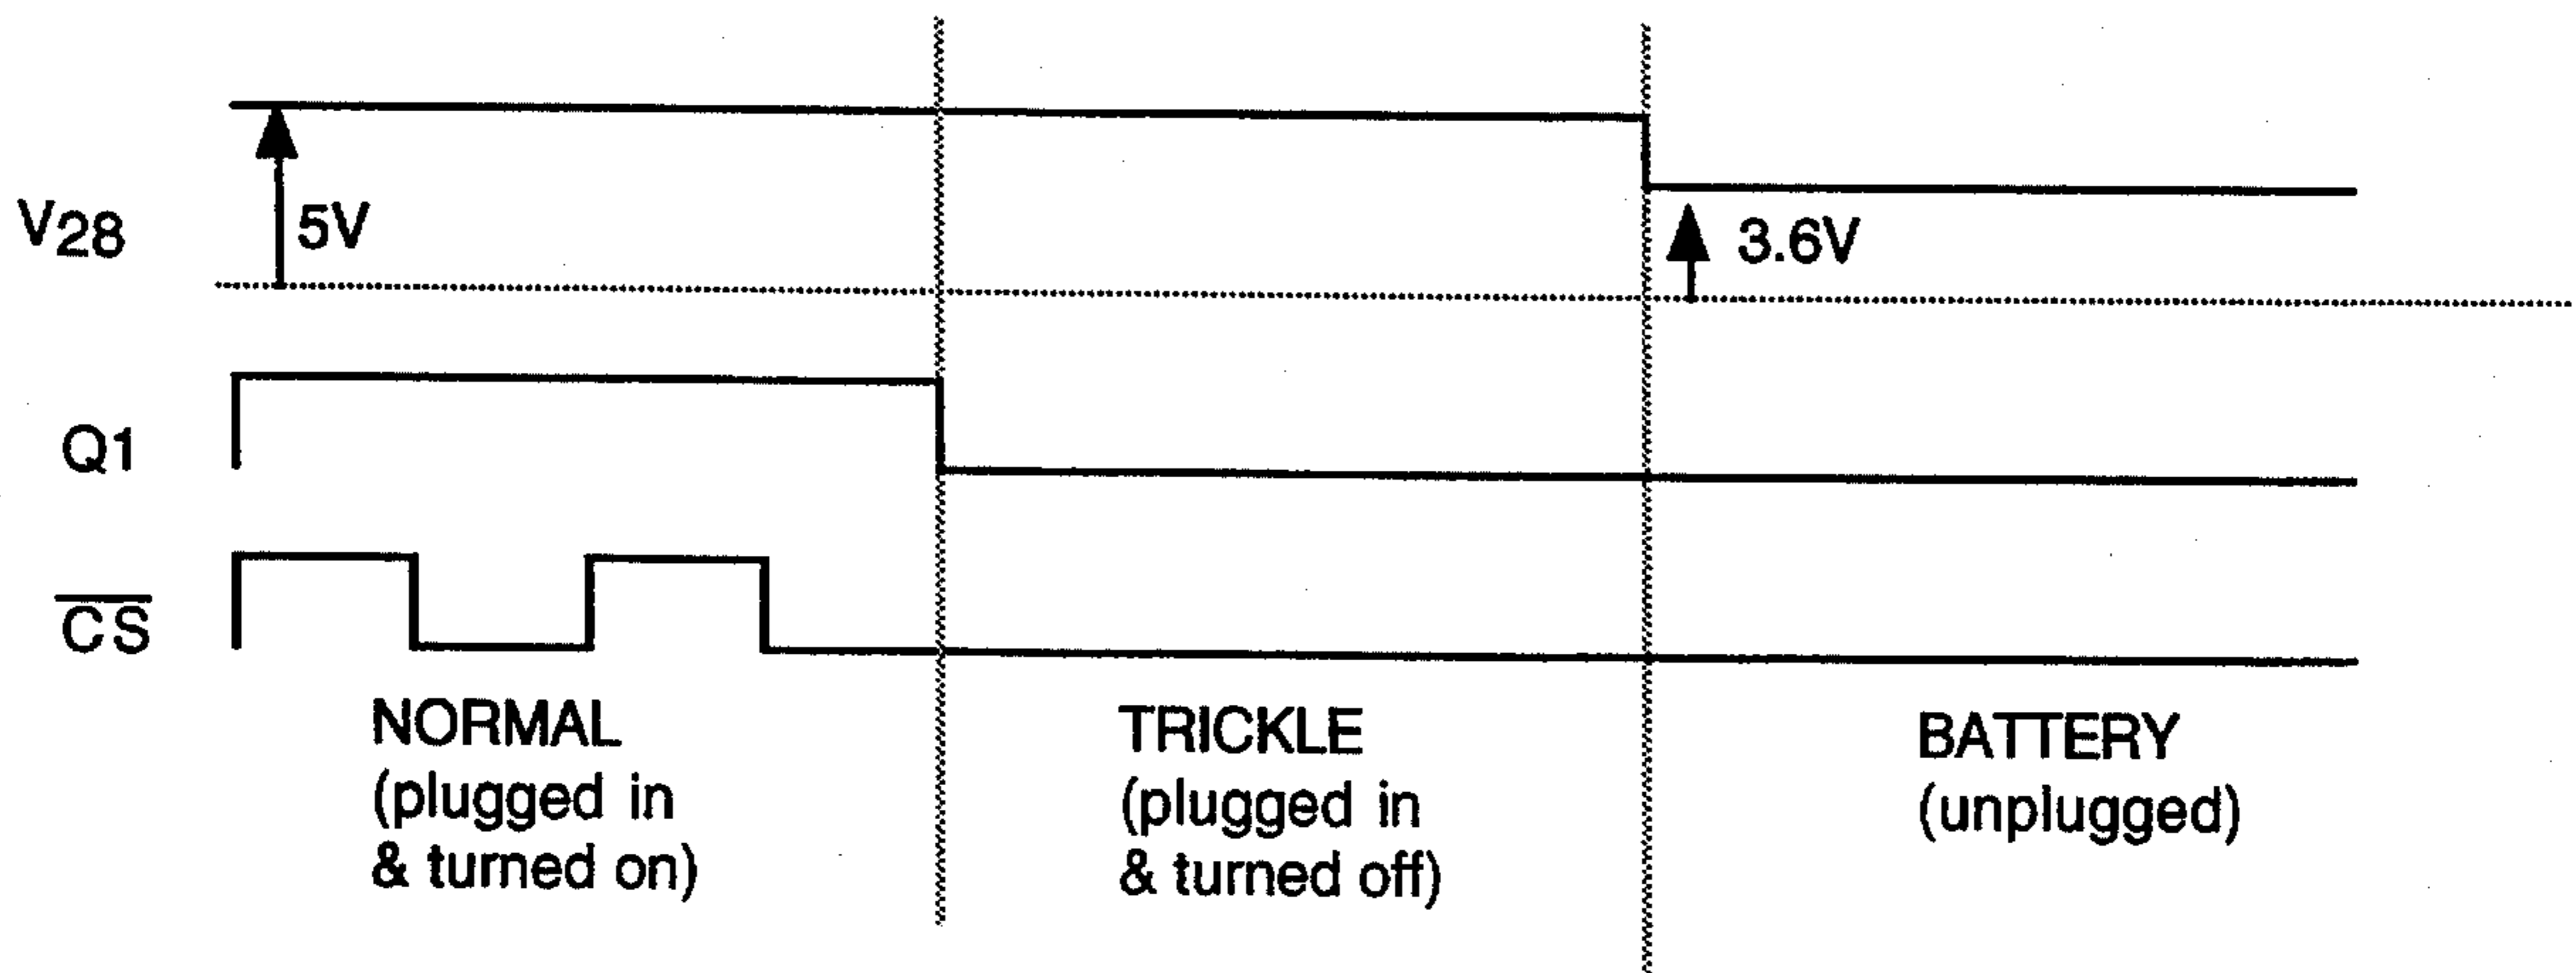 V28
5V
3.6V
Q1
CS
NORMAL
(plugged in
& turned on)
TRICKLE
(plugged in
& turned off)
BATTERY
(unplugged)